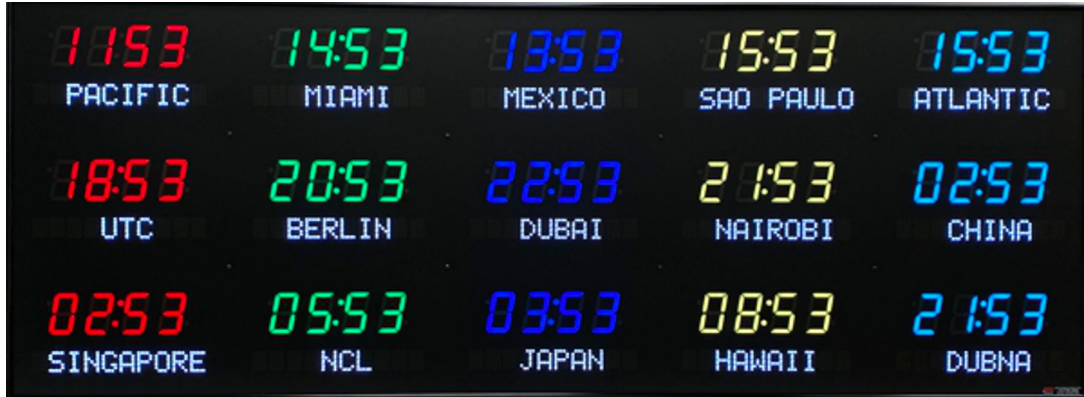 11:53 14:53 13:53 15:53 15:53
PACIFIC MIAMI MEXICO SAO PAULO ATLANTIC
18:53 20:53 22:53 21:53 02:53
UTC BERLIN DUBAI NAIROBI CHINA
02:53 05:53 03:53 08:53 21:53
SINGAPORE NCL JAPAN HAWAII DUBNA